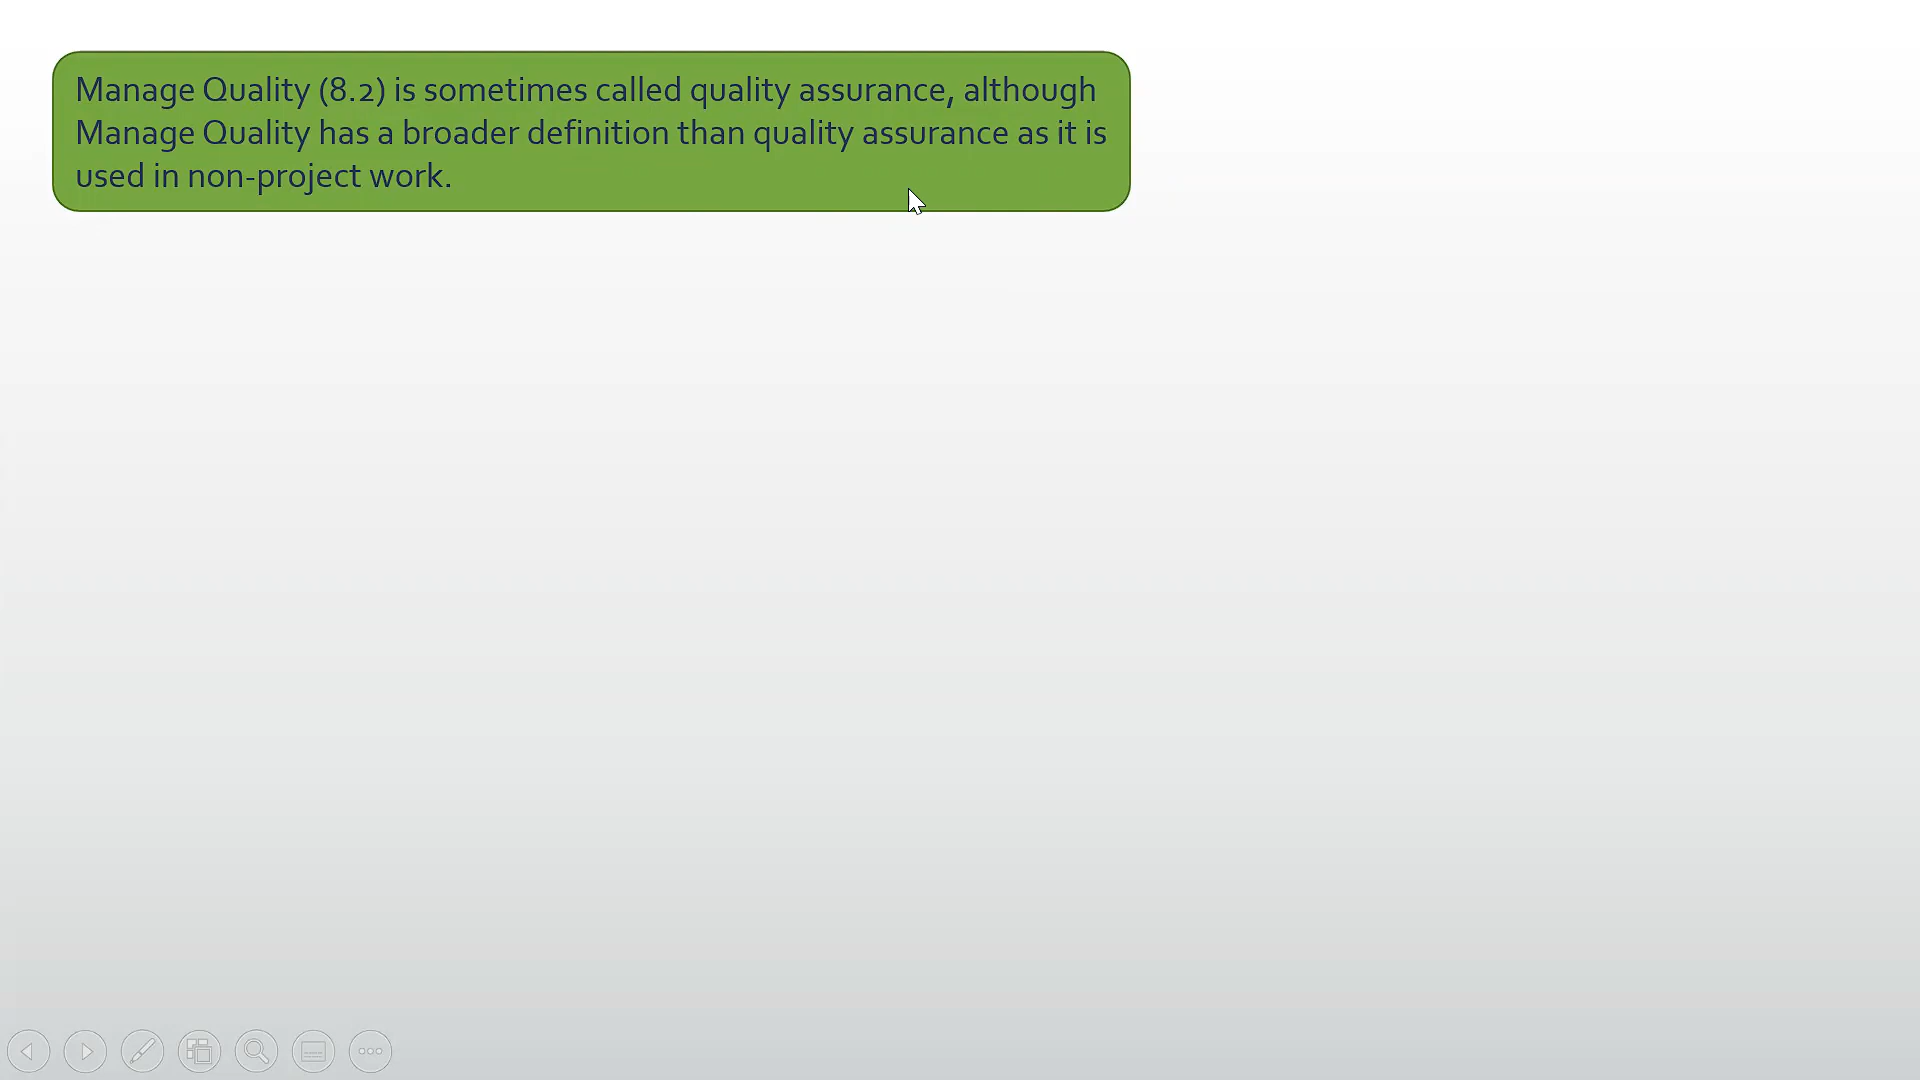 Manage Quality (8.2) is sometimes called quality assurance, although
Manage Quality has a broader definition than quality assurance as it is
used in non-project work.